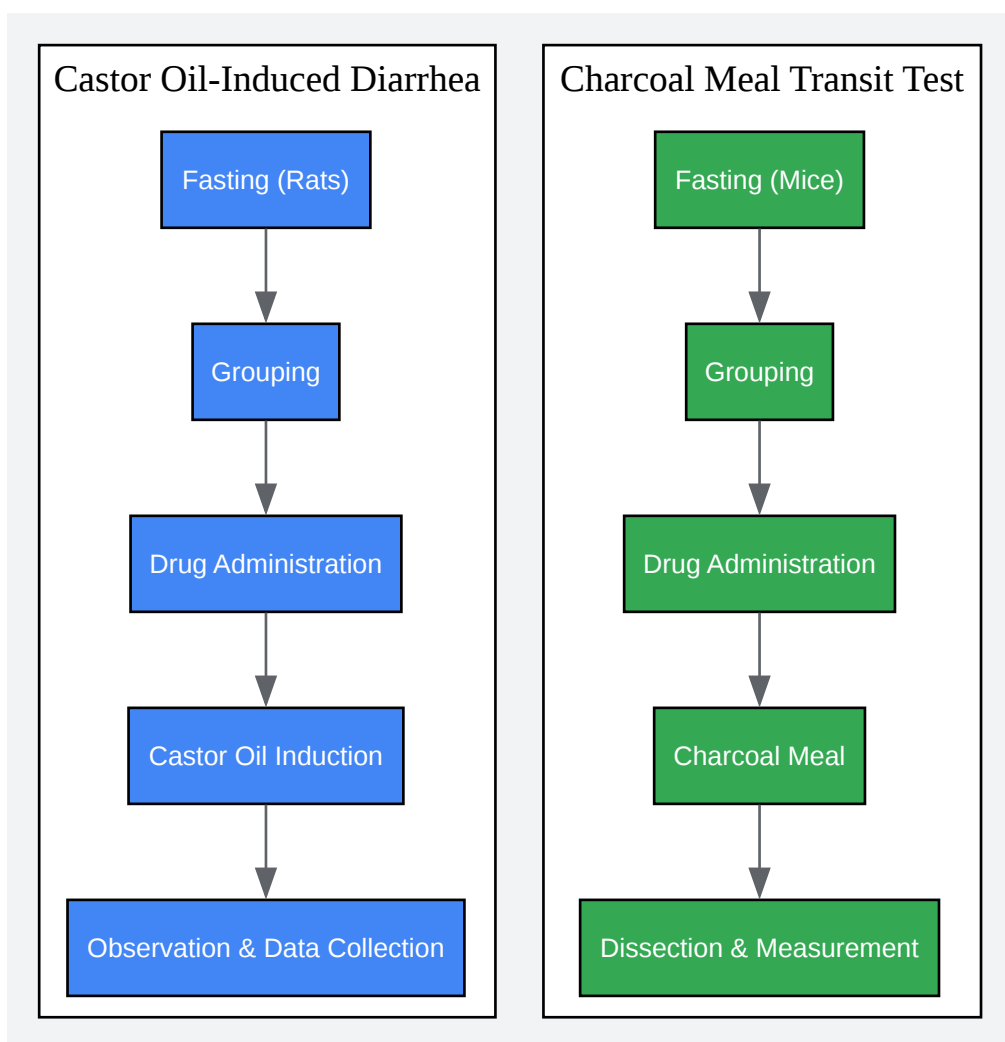 Castor Oil-Induced Diarrhea
Fasting (Rats)
Grouping
Drug Administration
Castor Oil Induction
Observation & Data Collection
Charcoal Meal Transit Test
Fasting (Mice)
Grouping
Drug Administration
Charcoal Meal
Dissection & Measurement